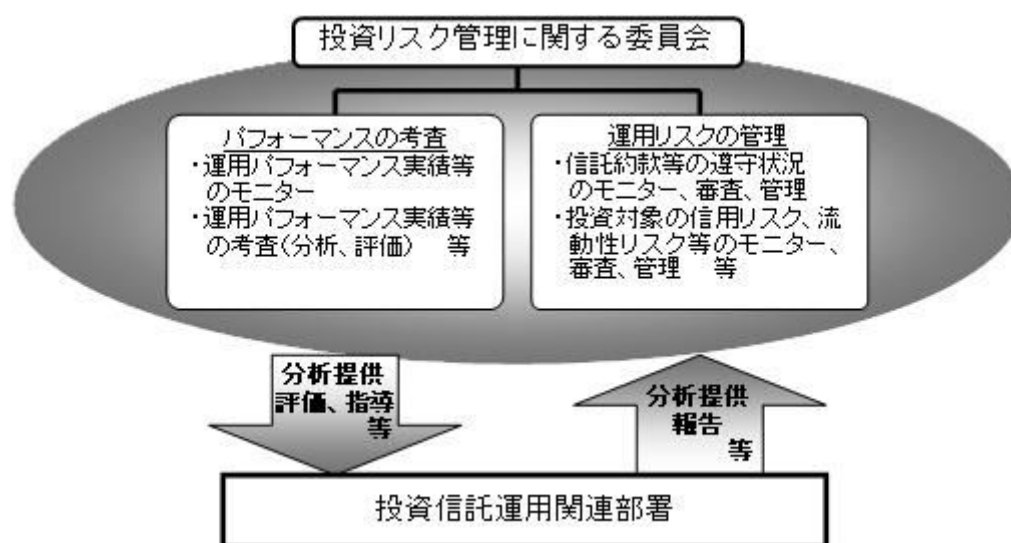 投資リスク管理に関する委員会
パフォーマンスの考査
・運用パフォーマンス実績等
のモニター
・運用パフォーマンス実績等
の考査(分析、評価) 等
運用リスクの管理
・信託約款等の遵守状況
のモニター、審査、管理
・投資対象の信用リスク、流
動性リスク等のモニター、
審査、管理 等
分析提供
評価、指導
等
分析提供
報告
等
投資信託運用関連部署